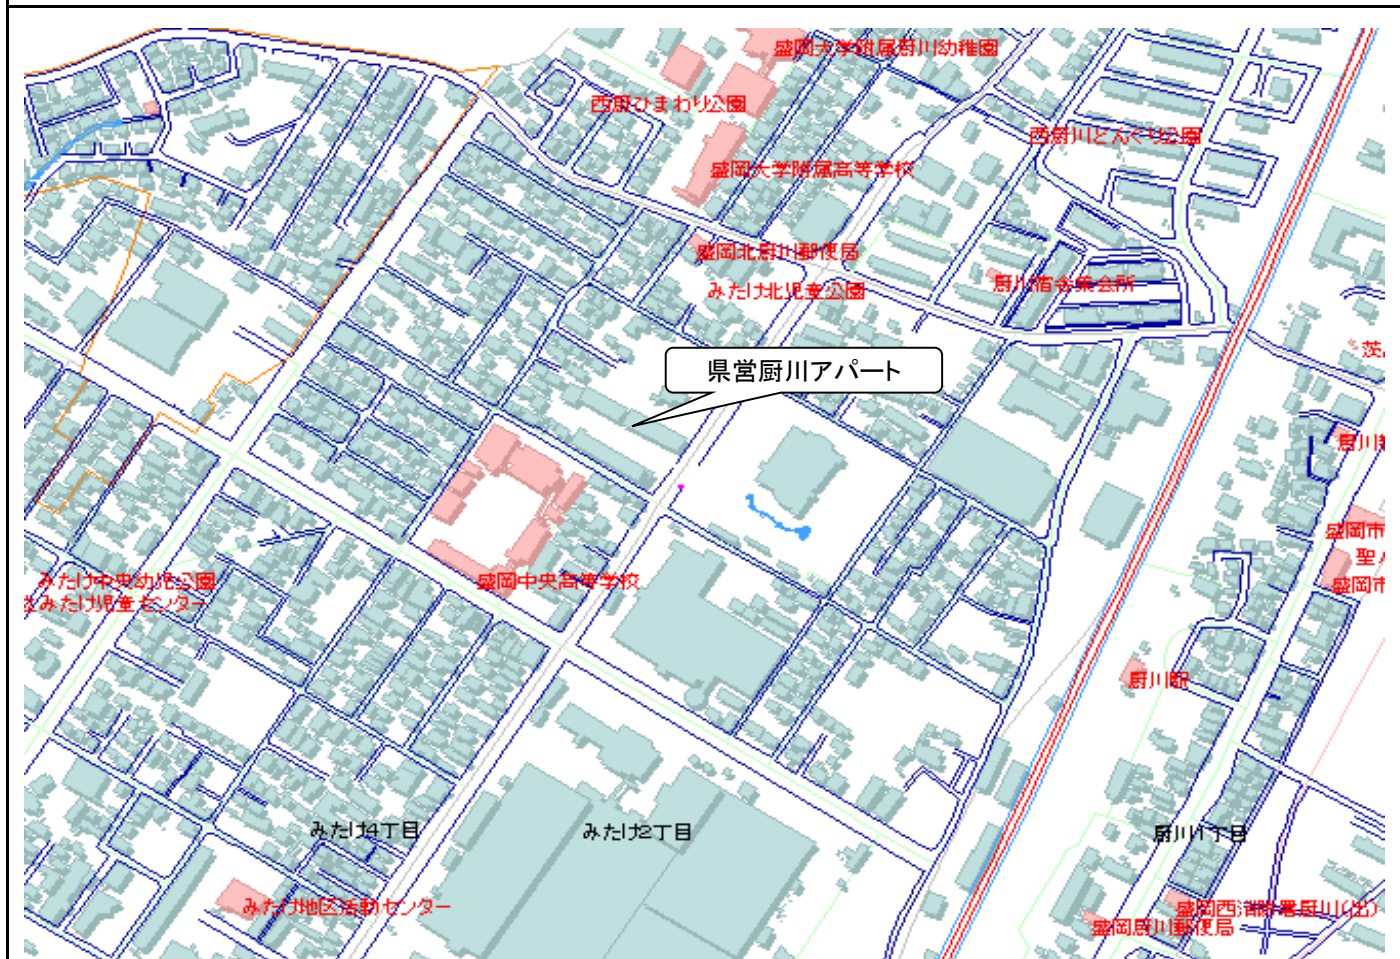 盛岡大学附属厨川幼稚園
西厨ひまわり公園
西厨川どんぐり公園
盛岡大学附属高等学校
盛岡北厨川郵便局
厨川宿舎集会所
みたけ北児童公園
県営厨川アパート
盛岡市
聖
盛岡市
みたけ中央幼児公園
みたけ児童センター
盛岡中央高等学校
厨川駅
みたけ4丁目
みたけ2丁目
厨川1丁目
みたけ地区活動センター
盛岡西消防署厨川(出)
盛岡厨川郵便局